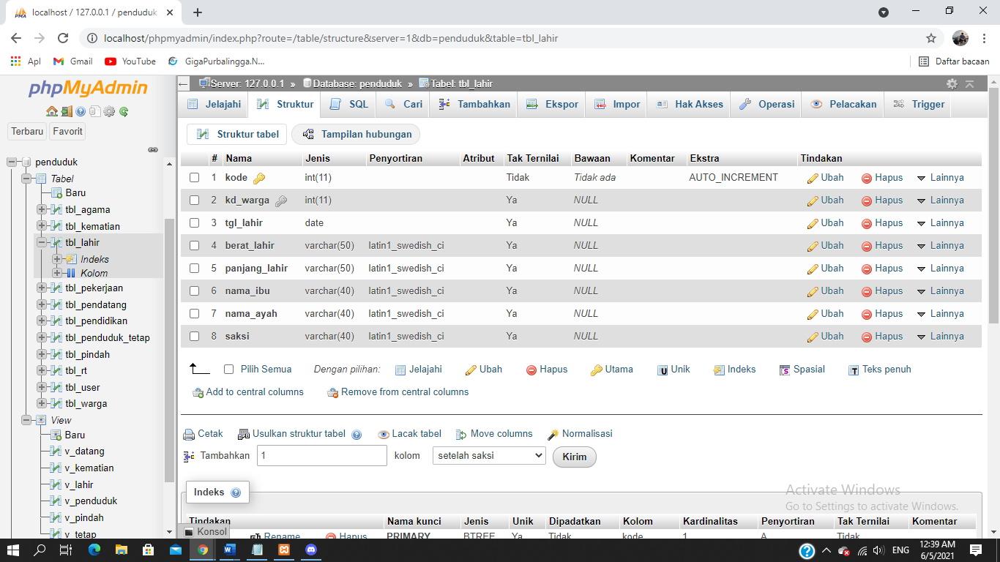 localhost / 127.0.0.1 / penduduk
localhost/phpmyadmin/index.php?route=/table/structure&server=1&db=penduduk&table=tbl_lahir
Apl Gmail YouTube GigaPurbalingga.N... Daftar bacaan
phpMyAdmin
Terbaru Favorit
penduduk
Tabel
Baru
tbl_agama
tbl_kematian
tbl_lahir
Indeks
Kolom
tbl_pekerjaan
tbl_pendatang
tbl_pendidikan
tbl_penduduk_tetap
tbl_pindah
tbl_rt
tbl_user
tbl_warga
View
Baru
v_datang
v_kematian
v_lahir
v_penduduk
v_pindah
v_tetap
Server: 127.0.0.1 » Database: penduduk » Tabel: tbl_lahir
Jelajahi Struktur SQL Cari Tambahkan Ekspor Impor Hak Akses Operasi Pelacakan Trigger
Struktur tabel Tampilan hubungan
# Nama Jenis Penyortiran Atribut Tak Ternilai Bawaan Komentar Ekstra Tindakan
1 kode int(11) Tidak Tidak ada AUTO_INCREMENT Ubah Hapus Lainnya
2 kd_warga int(11) Ya NULL Ubah Hapus Lainnya
3 tgl_lahir date Ya NULL Ubah Hapus Lainnya
4 berat_lahir varchar(50) latin1_swedish_ci Ya NULL Ubah Hapus Lainnya
5 panjang_lahir varchar(50) latin1_swedish_ci Ya NULL Ubah Hapus Lainnya
6 nama_ibu varchar(40) latin1_swedish_ci Ya NULL Ubah Hapus Lainnya
7 nama_ayah varchar(40) latin1_swedish_ci Ya NULL Ubah Hapus Lainnya
8 saksi varchar(40) latin1_swedish_ci Ya NULL Ubah Hapus Lainnya
Pilih Semua Dengan pilihan: Jelajahi Ubah Hapus Utama Unik Indeks Spasial Teks penuh
Add to central columns Remove from central columns
Cetak Usulkan struktur tabel Lacak tabel Move columns Normalisasi
Tambahkan 1 kolom setelah saksi Kirim
Indeks
Tindakan Nama kunci Jenis Unik Dipadatkan Kolom Kardinalitas Penyortiran Tak Ternilai Komentar
Rename Hapus PRIMARY BTREE Ya Tidak kode 1 A Tidak
Konsol
Activate Windows
Go to Settings to activate Windows.
ENG
12:39 AM
6/5/2021